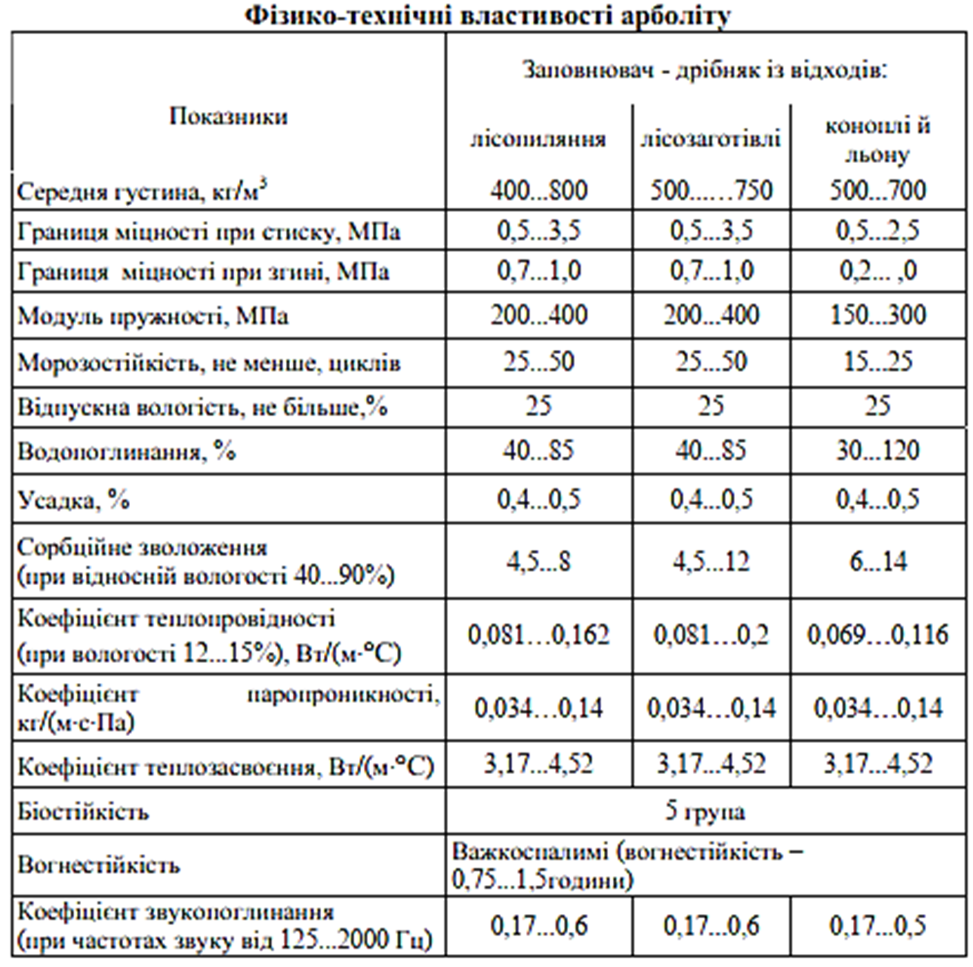 Фізико-технічні властивості арболіту
Показники
Заповнювач - дрібняк із відходів:
лісопиляння лісозаготівлі коноплі й
льону
Середня густина, кг/м³ 400...800 500...…750 500...700
Границя міцності при стиску, МПа 0,5...3,5 0,5...3,5 0,5...2,5
Границя міцності при згині, МПа 0,7...1,0 0,7...1,0 0,2... ,0
Модуль пружності, МПа 200...400 200...400 150...300
Морозостійкість, не менше, циклів 25...50 25...50 15...25
Відпускна вологість, не більше,% 25 25 25
Водопоглинання, % 40...85 40...85 30...120
Усадка, % 0,4...0,5 0,4...0,5 0,4...0,5
Сорбційне зволоження
(при відносній вологості 40...90%) 4,5...8 4,5...12 6...14
Коефіцієнт теплопровідності
(при вологості 12...15%), Вт/(м·°С) 0,081…0,162 0,081…0,2 0,069…0,116
Коефіцієнт паропроникності,
кг/(м·с·Па) 0,034…0,14 0,034…0,14 0,034…0,14
Коефіцієнт теплозасвоєння, Вт/(м·°С) 3,17...4,52 3,17...4,52 3,17...4,52
Біостійкість 5 група
Вогнестійкість Важкоспалимі (вогнестійкість –
0,75...1,5години)
Коефіцієнт звукопоглинання
(при частотах звуку від 125...2000 Гц) 0,17...0,6 0,17...0,6 0,17...0,5